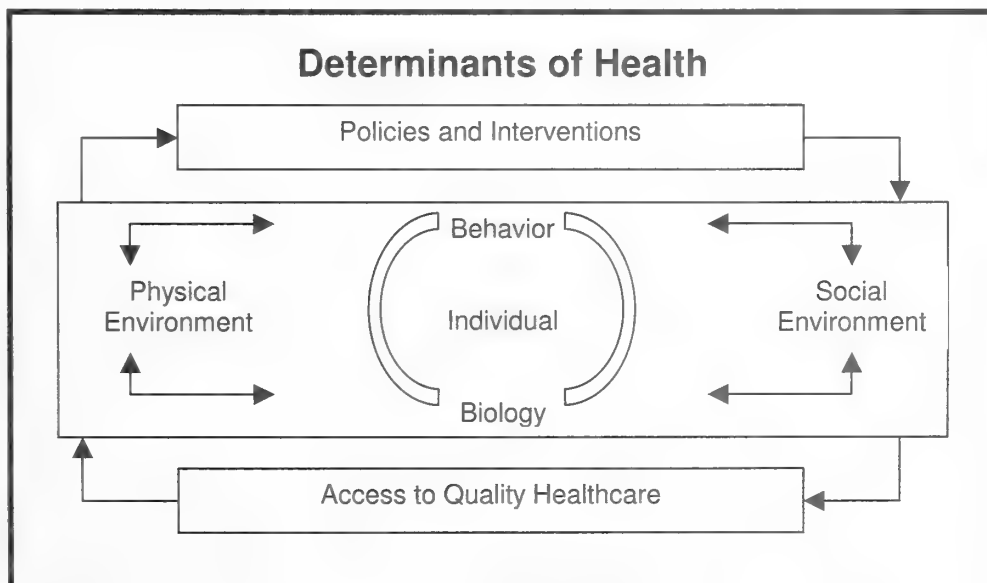 Determinants of Health
Policies and Interventions
Behavior
Physical
Environment
Individual
Social
Environment
Biology
Access to Quality Healthcare